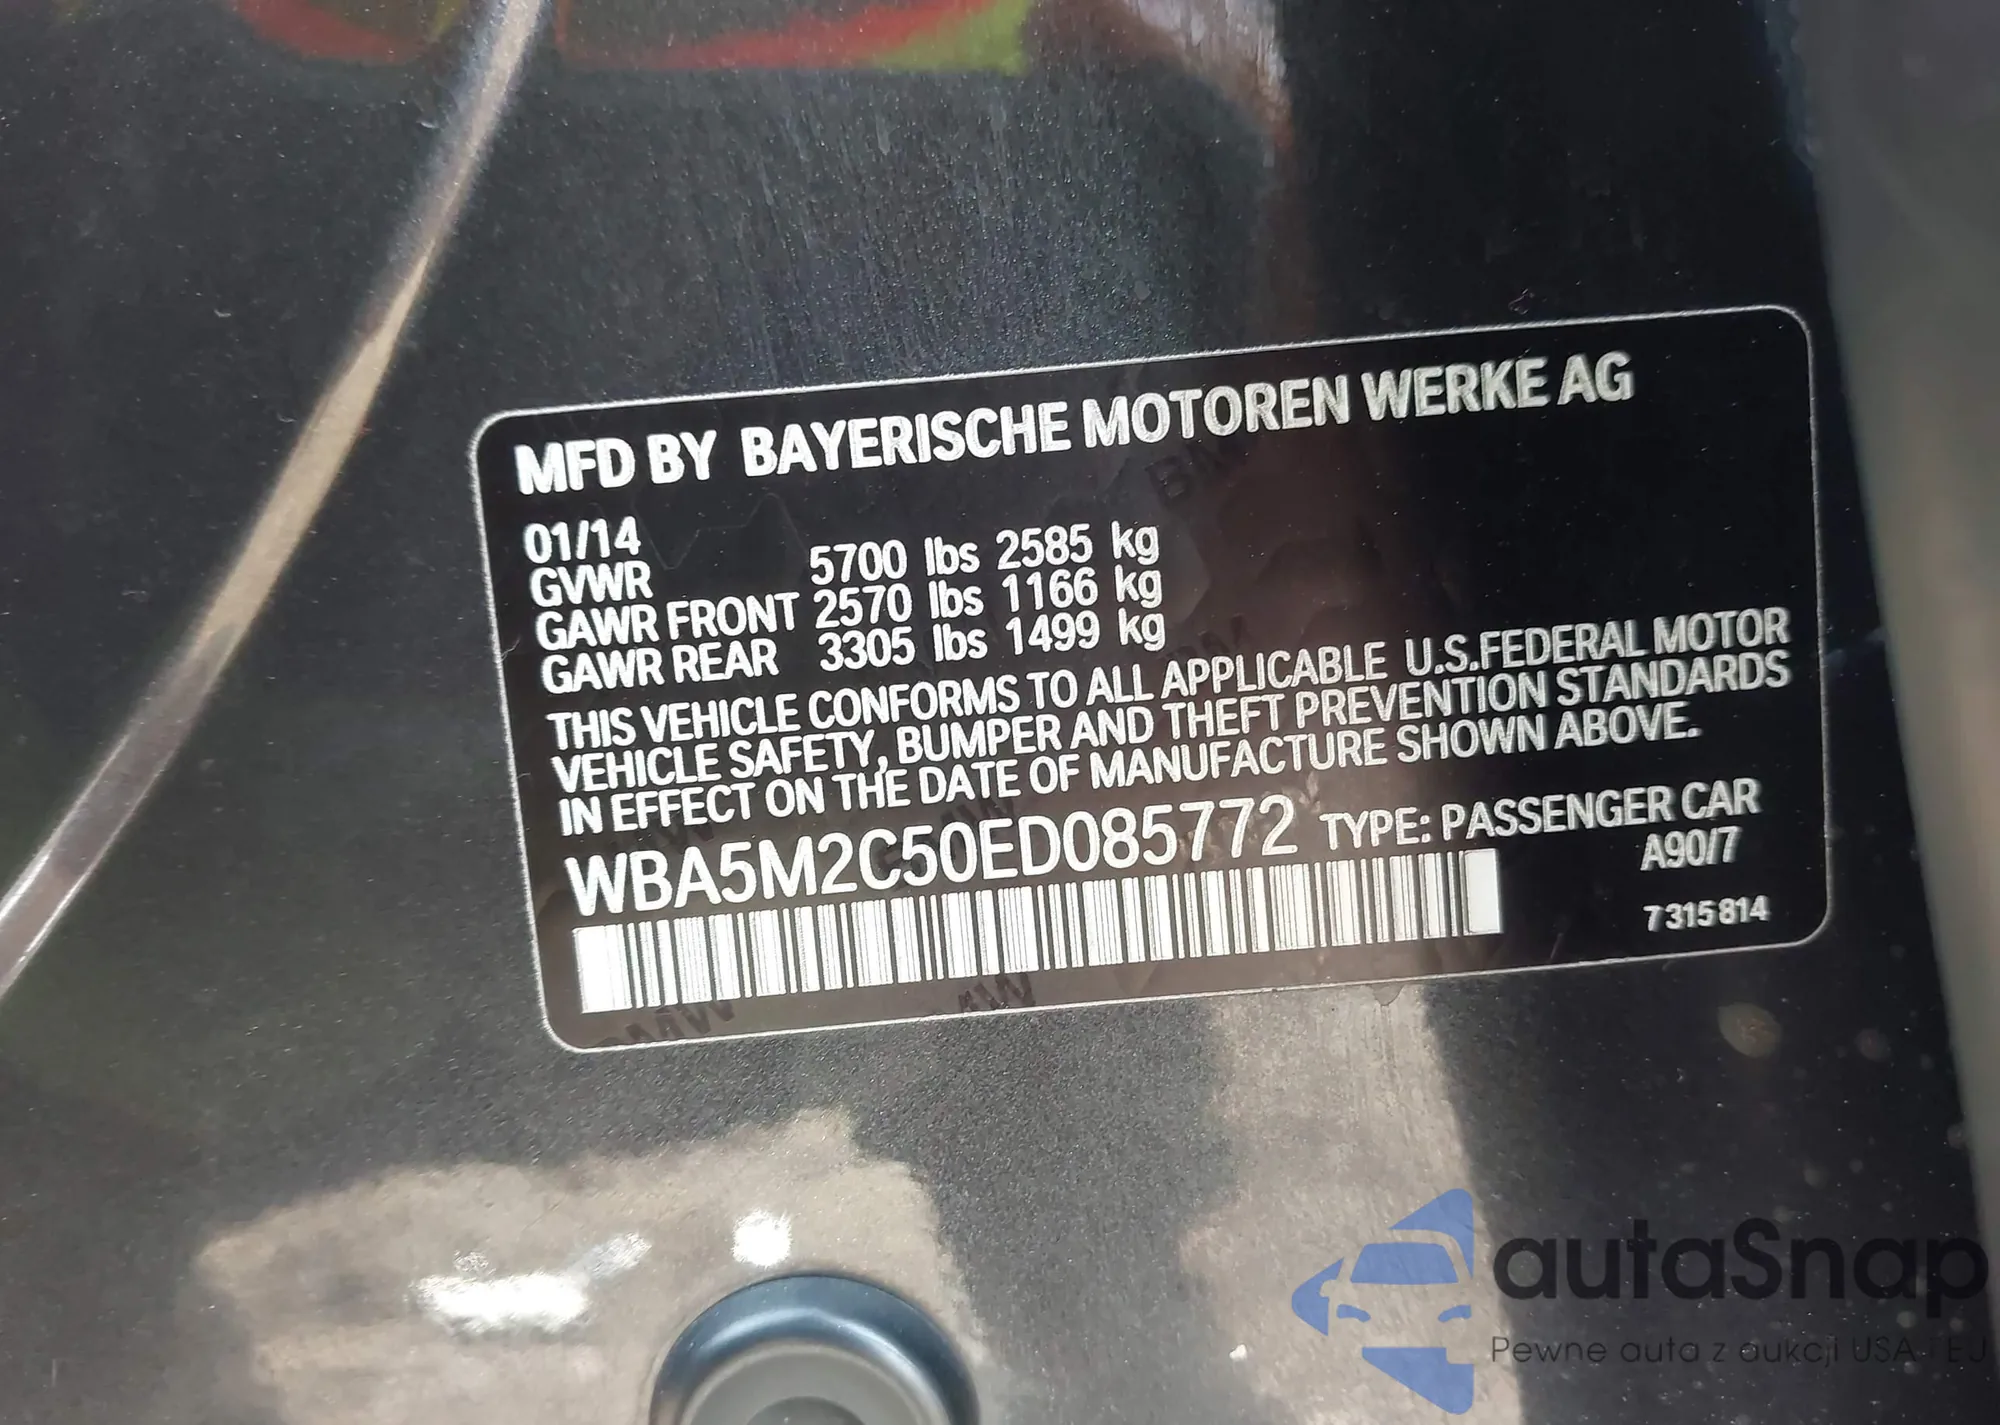 MFD BY BAYERISCHE MOTOREN WERKE AG
01/14
GVWR 5700 lbs 2585 kg
GAWR FRONT 2570 lbs 1166 kg
GAWR REAR 3305 lbs 1499 kg
THIS VEHICLE CONFORMS TO ALL APPLICABLE U.S.FEDERAL MOTOR
VEHICLE SAFETY, BUMPER AND THEFT PREVENTION STANDARDS
IN EFFECT ON THE DATE OF MANUFACTURE SHOWN ABOVE.
WBA5M2C50ED085772 TYPE: PASSENGER CAR
A90/7
7315814
autaSnap
Pewne auta z aukcji USA i EU